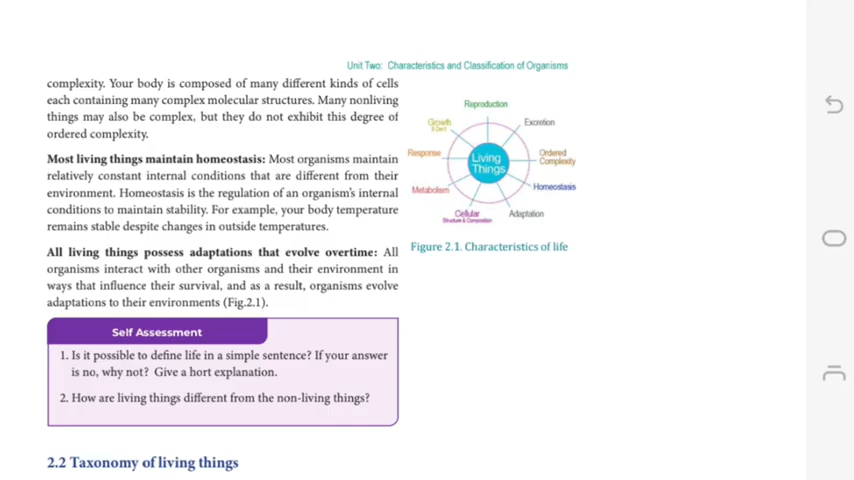 Unit Two: Characteristics and Classification of Organisms
complexity. Your body is composed of many different kinds of cells
each containing many complex molecular structures. Many nonliving
things may also be complex, but they do not exhibit this degree of
ordered complexity.
Most living things maintain homeostasis: Most organisms maintain
relatively constant internal conditions that are different from their
environment. Homeostasis is the regulation of an organism's internal
conditions to maintain stability. For example, your body temperature
remains stable despite changes in outside temperatures.
All living things possess adaptations that evolve overtime: All
organisms interact with other organisms and their environment in
ways that influence their survival, and as a result, organisms evolve
adaptations to their environments (Fig.2.1).
Reproduction
Growth
Excretion
Response
Living
Things
Ordered
Complexity
Metabolism
Homeostasis
Cellular
Structure & Composition
Adaptation
Figure 2.1. Characteristics of life
Self Assessment
1. Is it possible to define life in a simple sentence? If your answer
is no, why not? Give a hort explanation.
2. How are living things different from the non-living things?
2.2 Taxonomy of living things